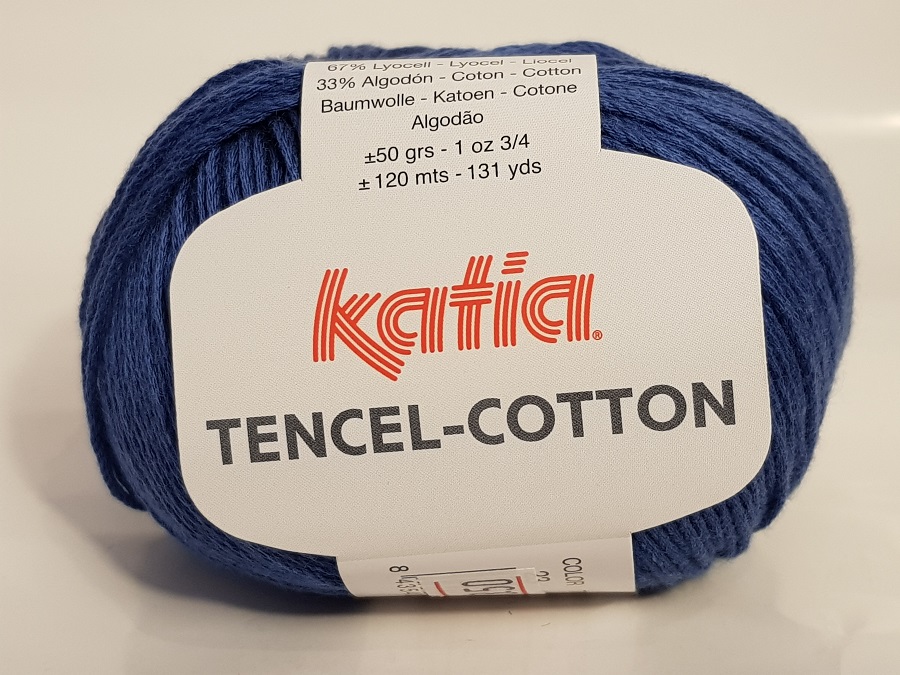 67% Lyocell - Lyocel - Liocel
33% Algodón - Coton - Cotton
Baumwolle - Katoen - Cotone
Algodão
±50 grs - 1 oz 3/4
±120 mts - 131 yds
katia®
TENCEL-COTTON
COLOR